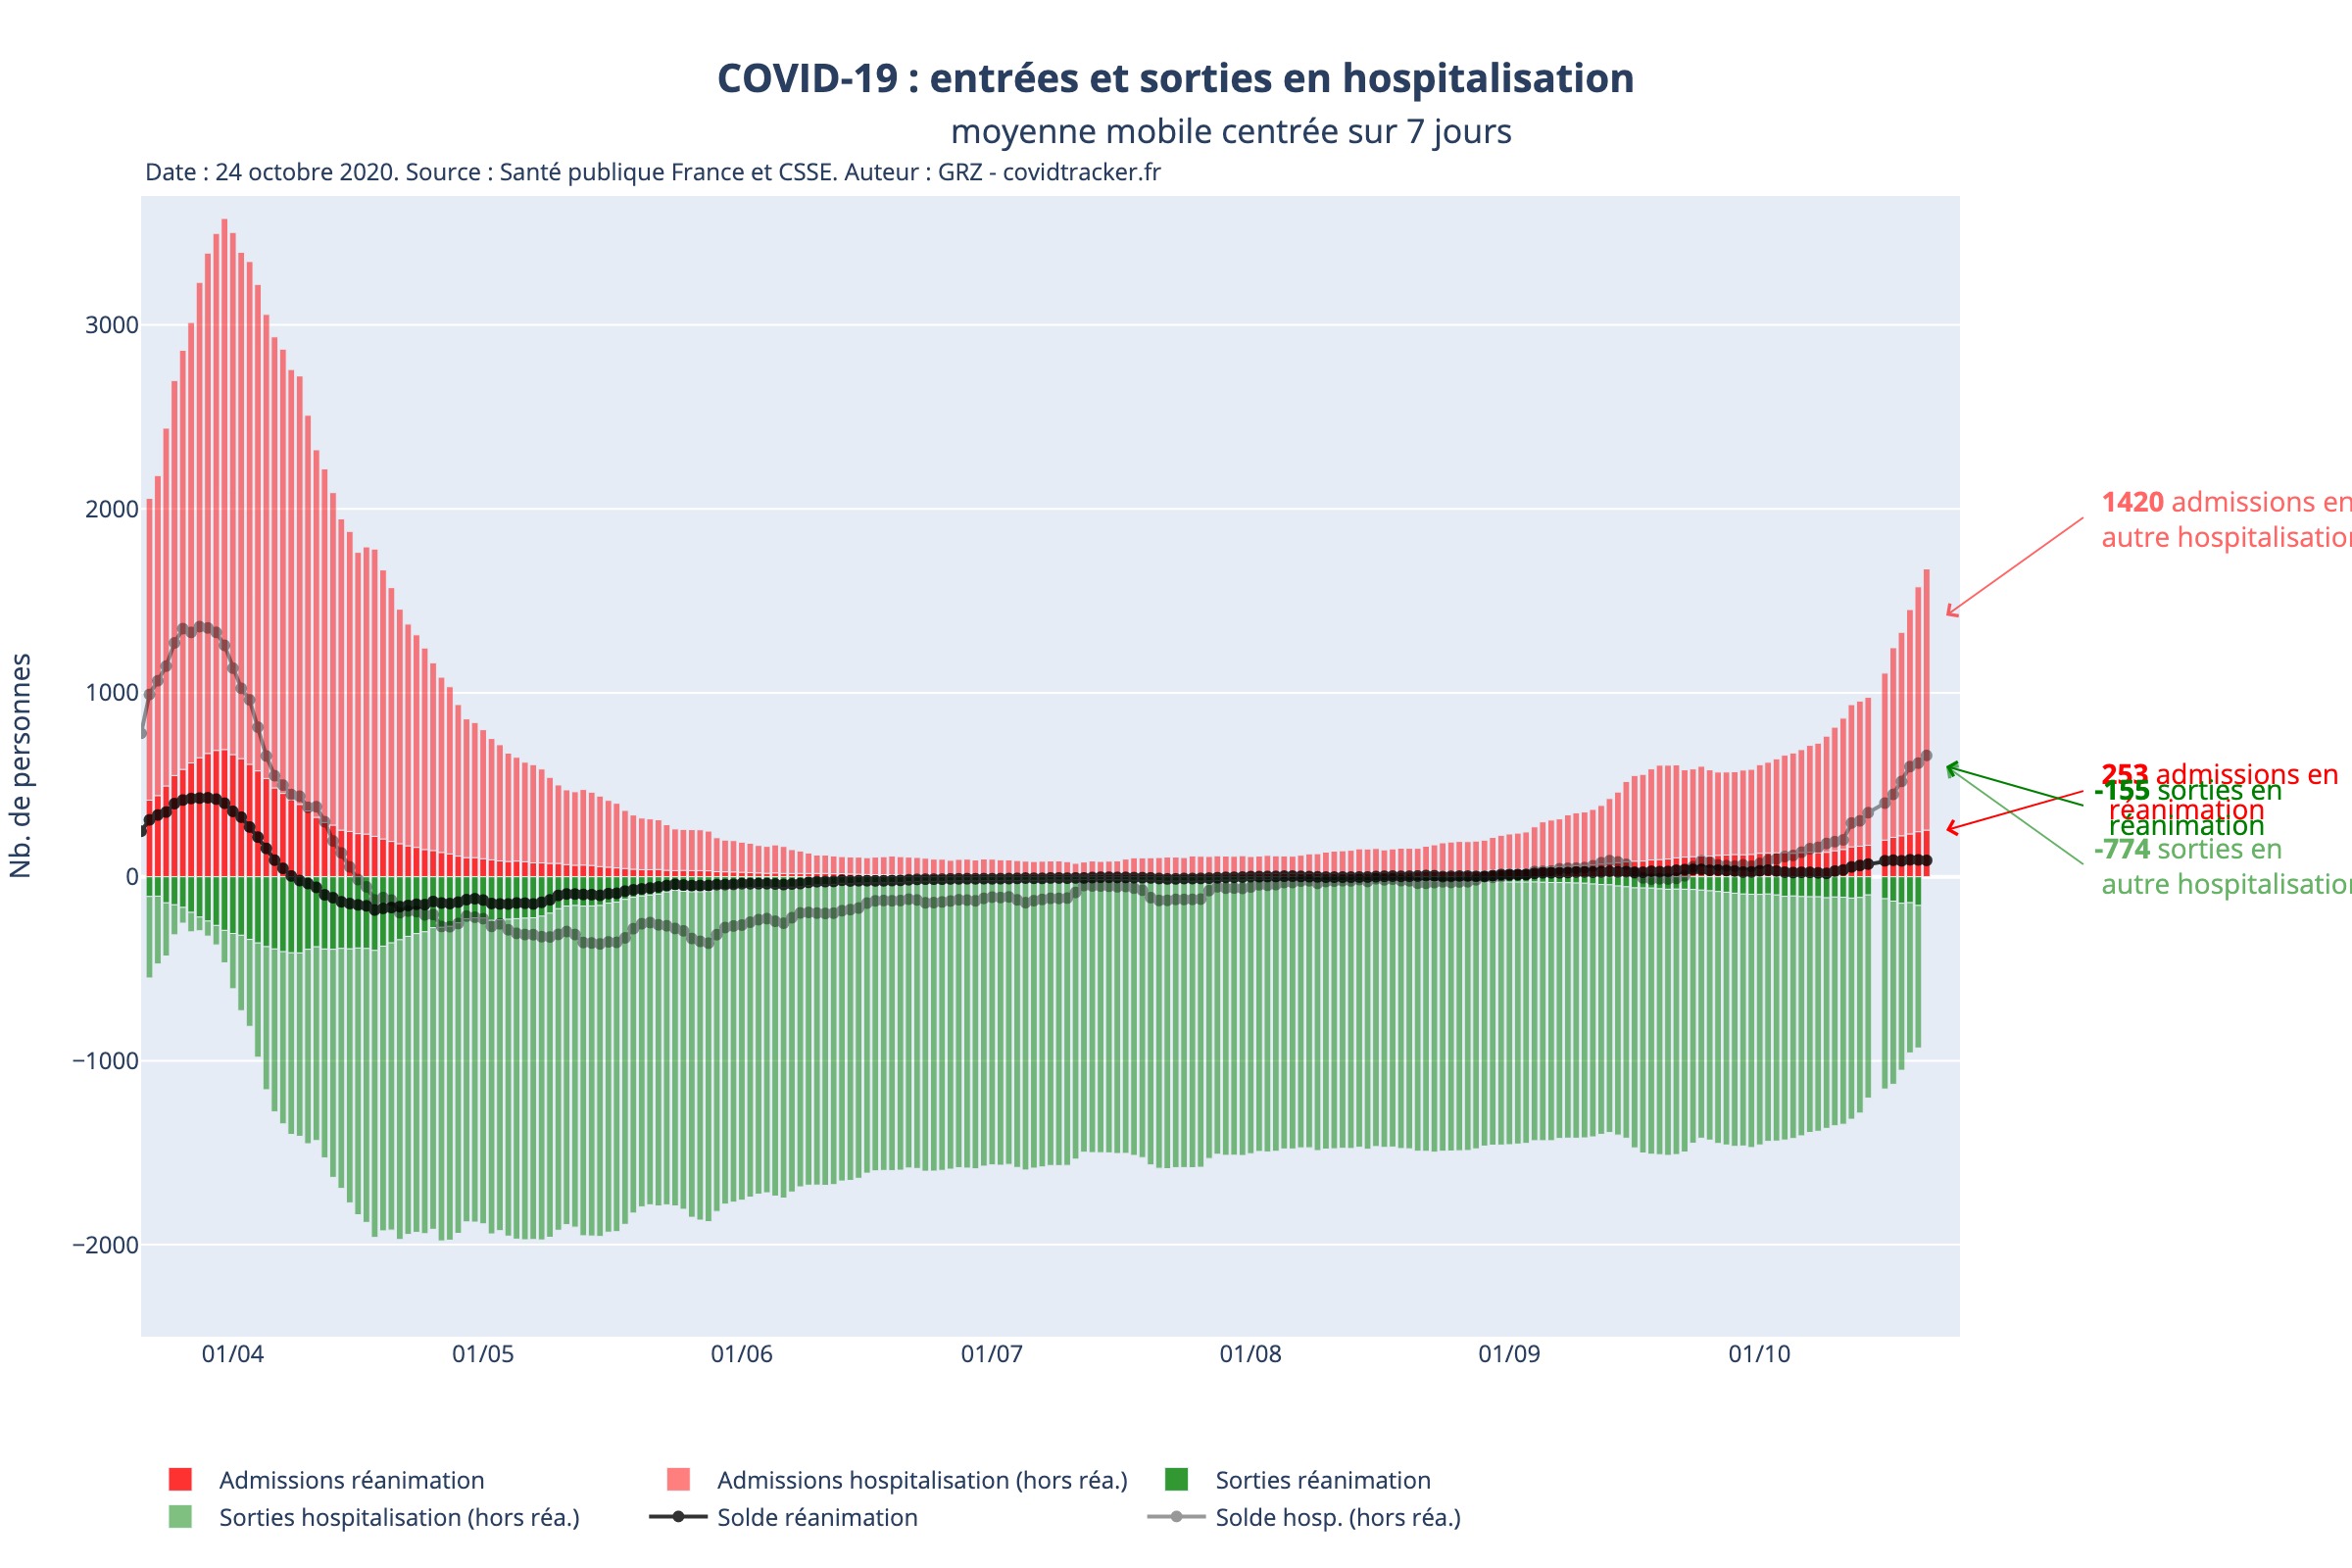 COVID-19 : entrées et sorties en hospitalisation
moyenne mobile centrée sur 7 jours
Date : 24 octobre 2020. Source : Santé publique France et CSSE. Auteur : GRZ - covidtracker.fr
Nb. de personnes
3000
2000
1000
0
−1000
−2000
01/04
01/05
01/06
01/07
01/08
01/09
01/10
1420 admissions en
autre hospitalisation
253 admissions en
réanimation
-155 sorties en
réanimation
-774 sorties en
autre hospitalisation
Admissions réanimation
Admissions hospitalisation (hors réa.)
Sorties réanimation
Sorties hospitalisation (hors réa.)
Solde réanimation
Solde hosp. (hors réa.)